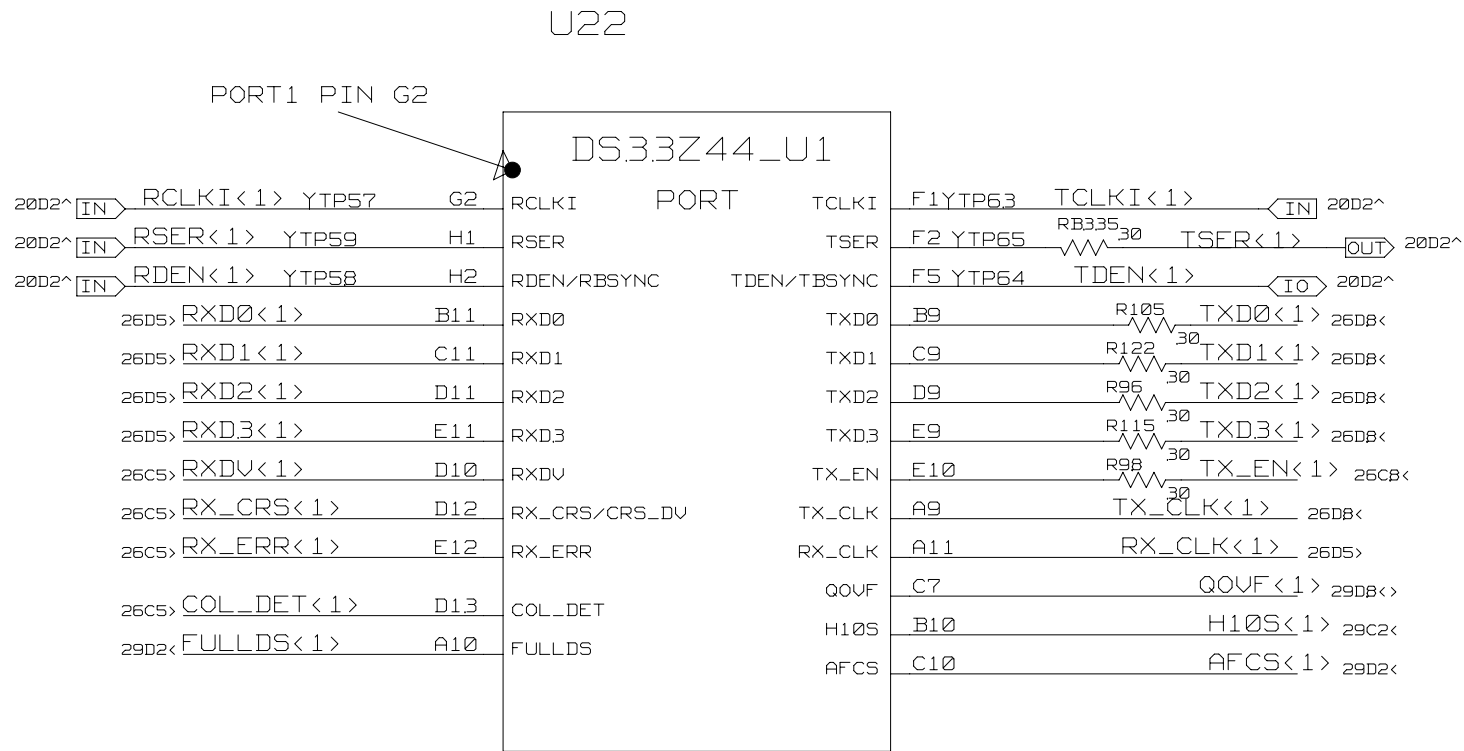 U22
PORT1 PIN G2
DS33Z44_U1
PORT
20D2^ IN RCLKI<1> YTP57 G2 RCLKI TCLKI F1 YTP63 TCLKI<1> IN 20D2^
20D2^ IN RSER<1> YTP59 H1 RSER TSER F2 YTP65 RB335 30 TSER<1> OUT 20D2^
20D2^ IN RDEN<1> YTP58 H2 RDEN/RBSYNC TDEN/TBSYNC F5 YTP64 TDEN<1> IO 20D2^
26D5> RXD0<1> B11 RXD0 TXD0 B9 R105 30 TXD0<1> 26D8<
26D5> RXD1<1> C11 RXD1 TXD1 C9 R122 30 TXD1<1> 26D8<
26D5> RXD2<1> D11 RXD2 TXD2 D9 R96 30 TXD2<1> 26D8<
26D5> RXD3<1> E11 RXD3 TXD3 E9 R115 30 TXD3<1> 26D8<
26C5> RXDV<1> D10 RXDV TX_EN E10 R98 30 TX_EN<1> 26C8<
26C5> RX_CRS<1> D12 RX_CRS/CRS_DV TX_CLK A9 TX_CLK<1> 26D8<
26C5> RX_ERR<1> E12 RX_ERR RX_CLK A11 RX_CLK<1> 26D5>
QOVF C7 QOVF<1> 29D8<>
26C5> COL_DET<1> D13 COL_DET H10S B10 H10S<1> 29C2<
29D2< FULLDS<1> A10 FULLDS AFCS C10 AFCS<1> 29D2<